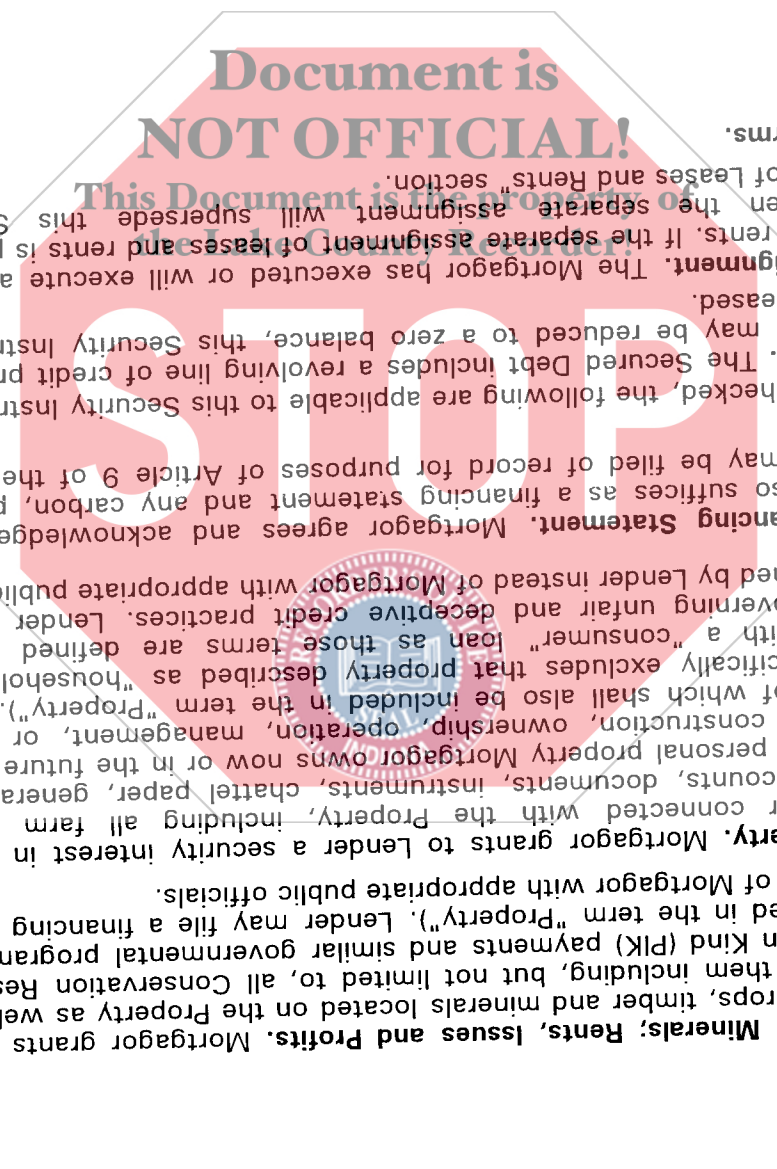 Document is
NOT OFFICIAL!
This Document is the property of
the Lake County Recorder!
STOP
RECORDER'S OFFICE
SEAL
INDIANA
Minerals; Rents, Issues and Profits. Mortgagor grants
rops, timber and minerals located on the Property as wel
them including, but not limited to, all Conservation Res
n Kind (PIK) payments and similar governmental program
ed in the term "Property"). Lender may file a financing
of Mortgagor with appropriate public officials.
erty. Mortgagor grants to Lender a security interest in
r connected with the Property, including all farm
counts, documents, instruments, chattel paper, genera
personal property Mortgagor owns now or in the future
construction, ownership, operation, management, or
of which shall also be included in the term "Property").
cifically excludes that property described as "househol
ith a "consumer" loan as those terms are defined
verning unfair and deceptive credit practices. Lender
ned by Lender instead of Mortgagor with appropriate public
ancing Statement. Mortgagor agrees and acknowledge
so suffices as a financing statement and any carbon, p
may be filed of record for purposes of Article 9 of the
hecked, the following are applicable to this Security Instr
. The Secured Debt includes a revolving line of credit pr
may be reduced to a zero balance, this Security Instr
eased.
ignment. The Mortgagor has executed or will execute a
rents. If the separate assignment of leases and rents is p
en the separate assignment will supersede this S
of Leases and Rents" section.
rms.